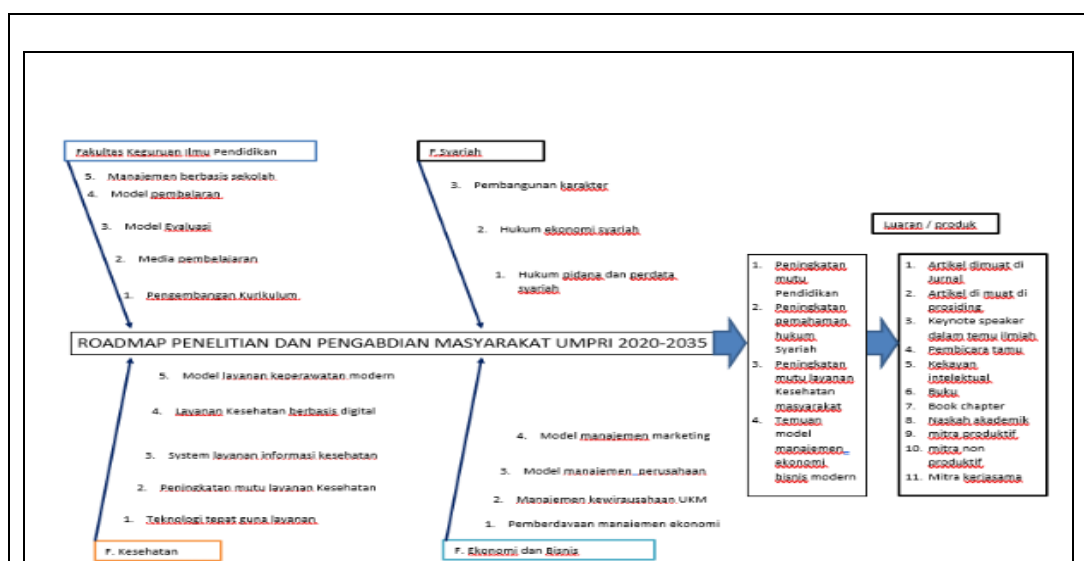 Fakultas Keguruan Ilmu Pendidikan
5. Manajemen berbasis sekolah
4. Model pembelaran
3. Model Evaluasi
2. Media pembelajaran
1. Pengembangan Kurikulum
F.Syariah
3. Pembangunan karakter
2. Hukum ekonomi syariah
1. Hukum pidana dan perdata
syariah
ROADMAP PENELITIAN DAN PENGABDIAN MASYARAKAT UMPRI 2020-2035
5. Model layanan keperawatan modern
4. Layanan Kesehatan berbasis digital
3. System layanan informasi kesehatan
2. Peningkatan mutu layanan Kesehatan
1. Teknologi tepat guna layanan
F. Kesehatan
4. Model manajemen marketing
3. Model manajemen perusahaan
2. Manajemen kewirausahaan UKM
1. Pemberdayaan manajemen ekonomi
F. Ekonomi dan Bisnis
1. Peningkatan
mutu
Pendidikan
2. Peningkatan
pemahaman
hukum
Syariah
3. Peningkatan
mutu layanan
Kesehatan
masyarakat
4. Temuan
model
manajemen
ekonomi
bisnis modern
Luaran / produk
1. Artikel dimuat di
Jurnal
2. Artikel di muat di
prosiding
3. Keynote speaker
dalam temu ilmiah
4. Pembicara tamu
5. Kekayan
intelektual
6. Buku
7. Book chapter
8. Naskah akademik
9. mitra produktif
10. mitra non
produktif
11. Mitra kerjasama